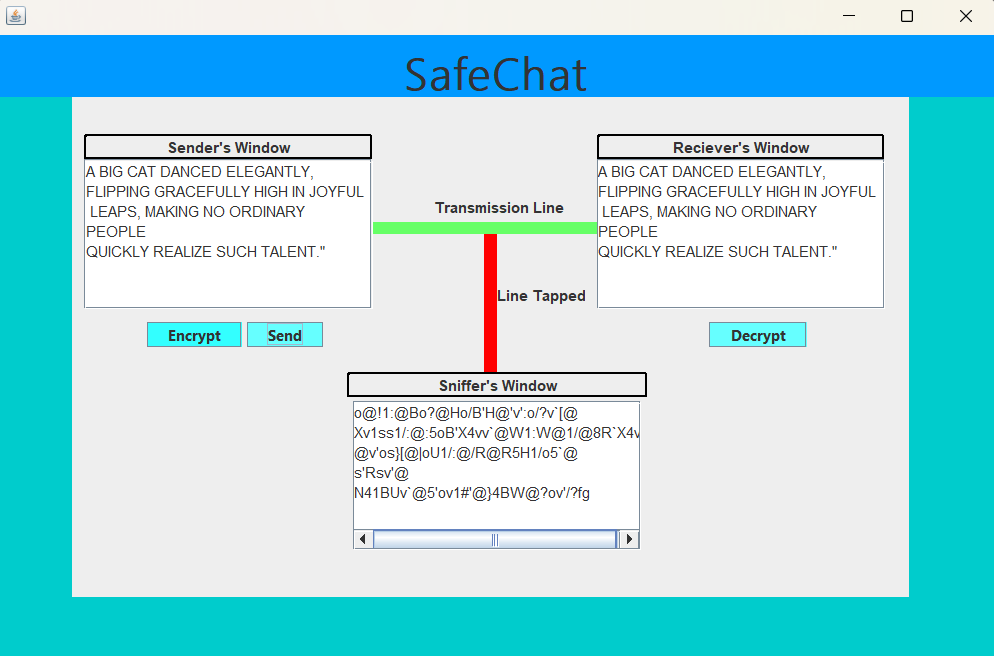 SafeChat
Sender's Window
A BIG CAT DANCED ELEGANTLY,
FLIPPING GRACEFULLY HIGH IN JOYFUL
LEAPS, MAKING NO ORDINARY
PEOPLE
QUICKLY REALIZE SUCH TALENT."
Encrypt
Send
Transmission Line
Line Tapped
Reciever's Window
A BIG CAT DANCED ELEGANTLY,
FLIPPING GRACEFULLY HIGH IN JOYFUL
LEAPS, MAKING NO ORDINARY
PEOPLE
QUICKLY REALIZE SUCH TALENT."
Decrypt
Sniffer's Window
o@!1:@Bo?@Ho/B'H@'v':o/?v`[@
Xv1ss1/:@:5oB'X4vv`@W1:W@1/@8R`X4v
@v'os}[@|oU1/:@/R@R5H1/o5`@
s'Rsv'@
N41BUv`@5'ov1#'@}4BW@?ov'/?fg